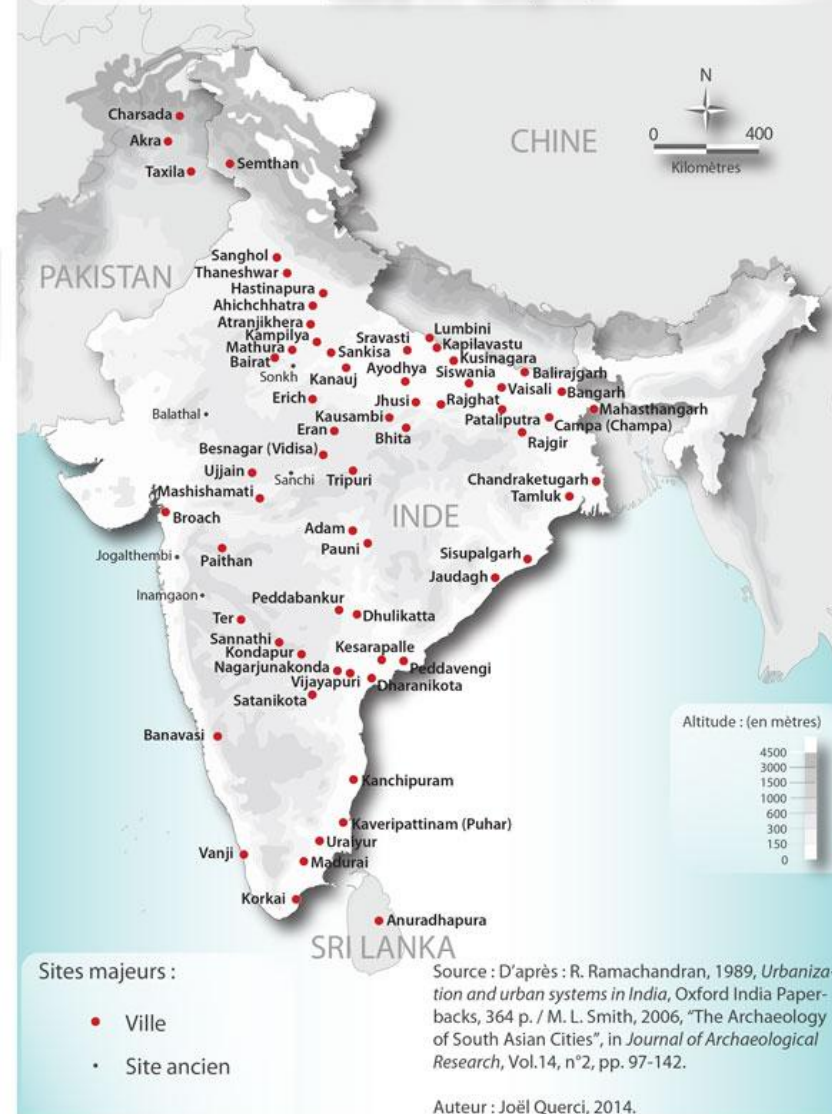 N
0 400
Kilomètres
CHINE
Charsada
Akra
Taxila
Semthan
PAKISTAN
Sanghol
Thaneshwar
Hastinapura
Ahichchhatra
Atranjikhera
Kampilya
Mathura
Bairat
Sonkh
Sankisa
Kanauj
Sravasti
Ayodhya
Lumbini
Kapilavastu
Kusinagara
Siswania
Balirajgarh
Vaisali
Bangarh
Mahasthangarh
Balathal
Erich
Jhusi
Rajghat
Kausambi
Pataliputra
Campa (Champa)
Eran
Bhita
Rajgir
Besnagar (Vidisa)
Ujjain
Sanchi
Tripuri
Chandraketugarh
Mashishamati
Tamluk
Broach
INDE
Adam
Pauni
Jogalthembi
Paithan
Sisupalgarh
Jaudagh
Inamgaon
Peddabankur
Ter
Dhulikatta
Sannathi
Kesarapalle
Kondapur
Nagarjunakonda
Peddavengi
Vijayapuri
Dharanikota
Satanikota
Banavasi
Altitude : (en mètres)
4500
3000
1500
1000
600
300
150
0
Kanchipuram
Kaveripattinam (Puhar)
Uraiyur
Vanji
Madurai
Korkai
Anuradhapura
SRI LANKA
Sites majeurs :
Ville
Site ancien
Source : D'après : R. Ramachandran, 1989, Urbaniza-
tion and urban systems in India, Oxford India Paper-
backs, 364 p. / M. L. Smith, 2006, “The Archaeology
of South Asian Cities”, in Journal of Archaeological
Research, Vol.14, n°2, pp. 97-142.
Auteur : Joël Querci, 2014.